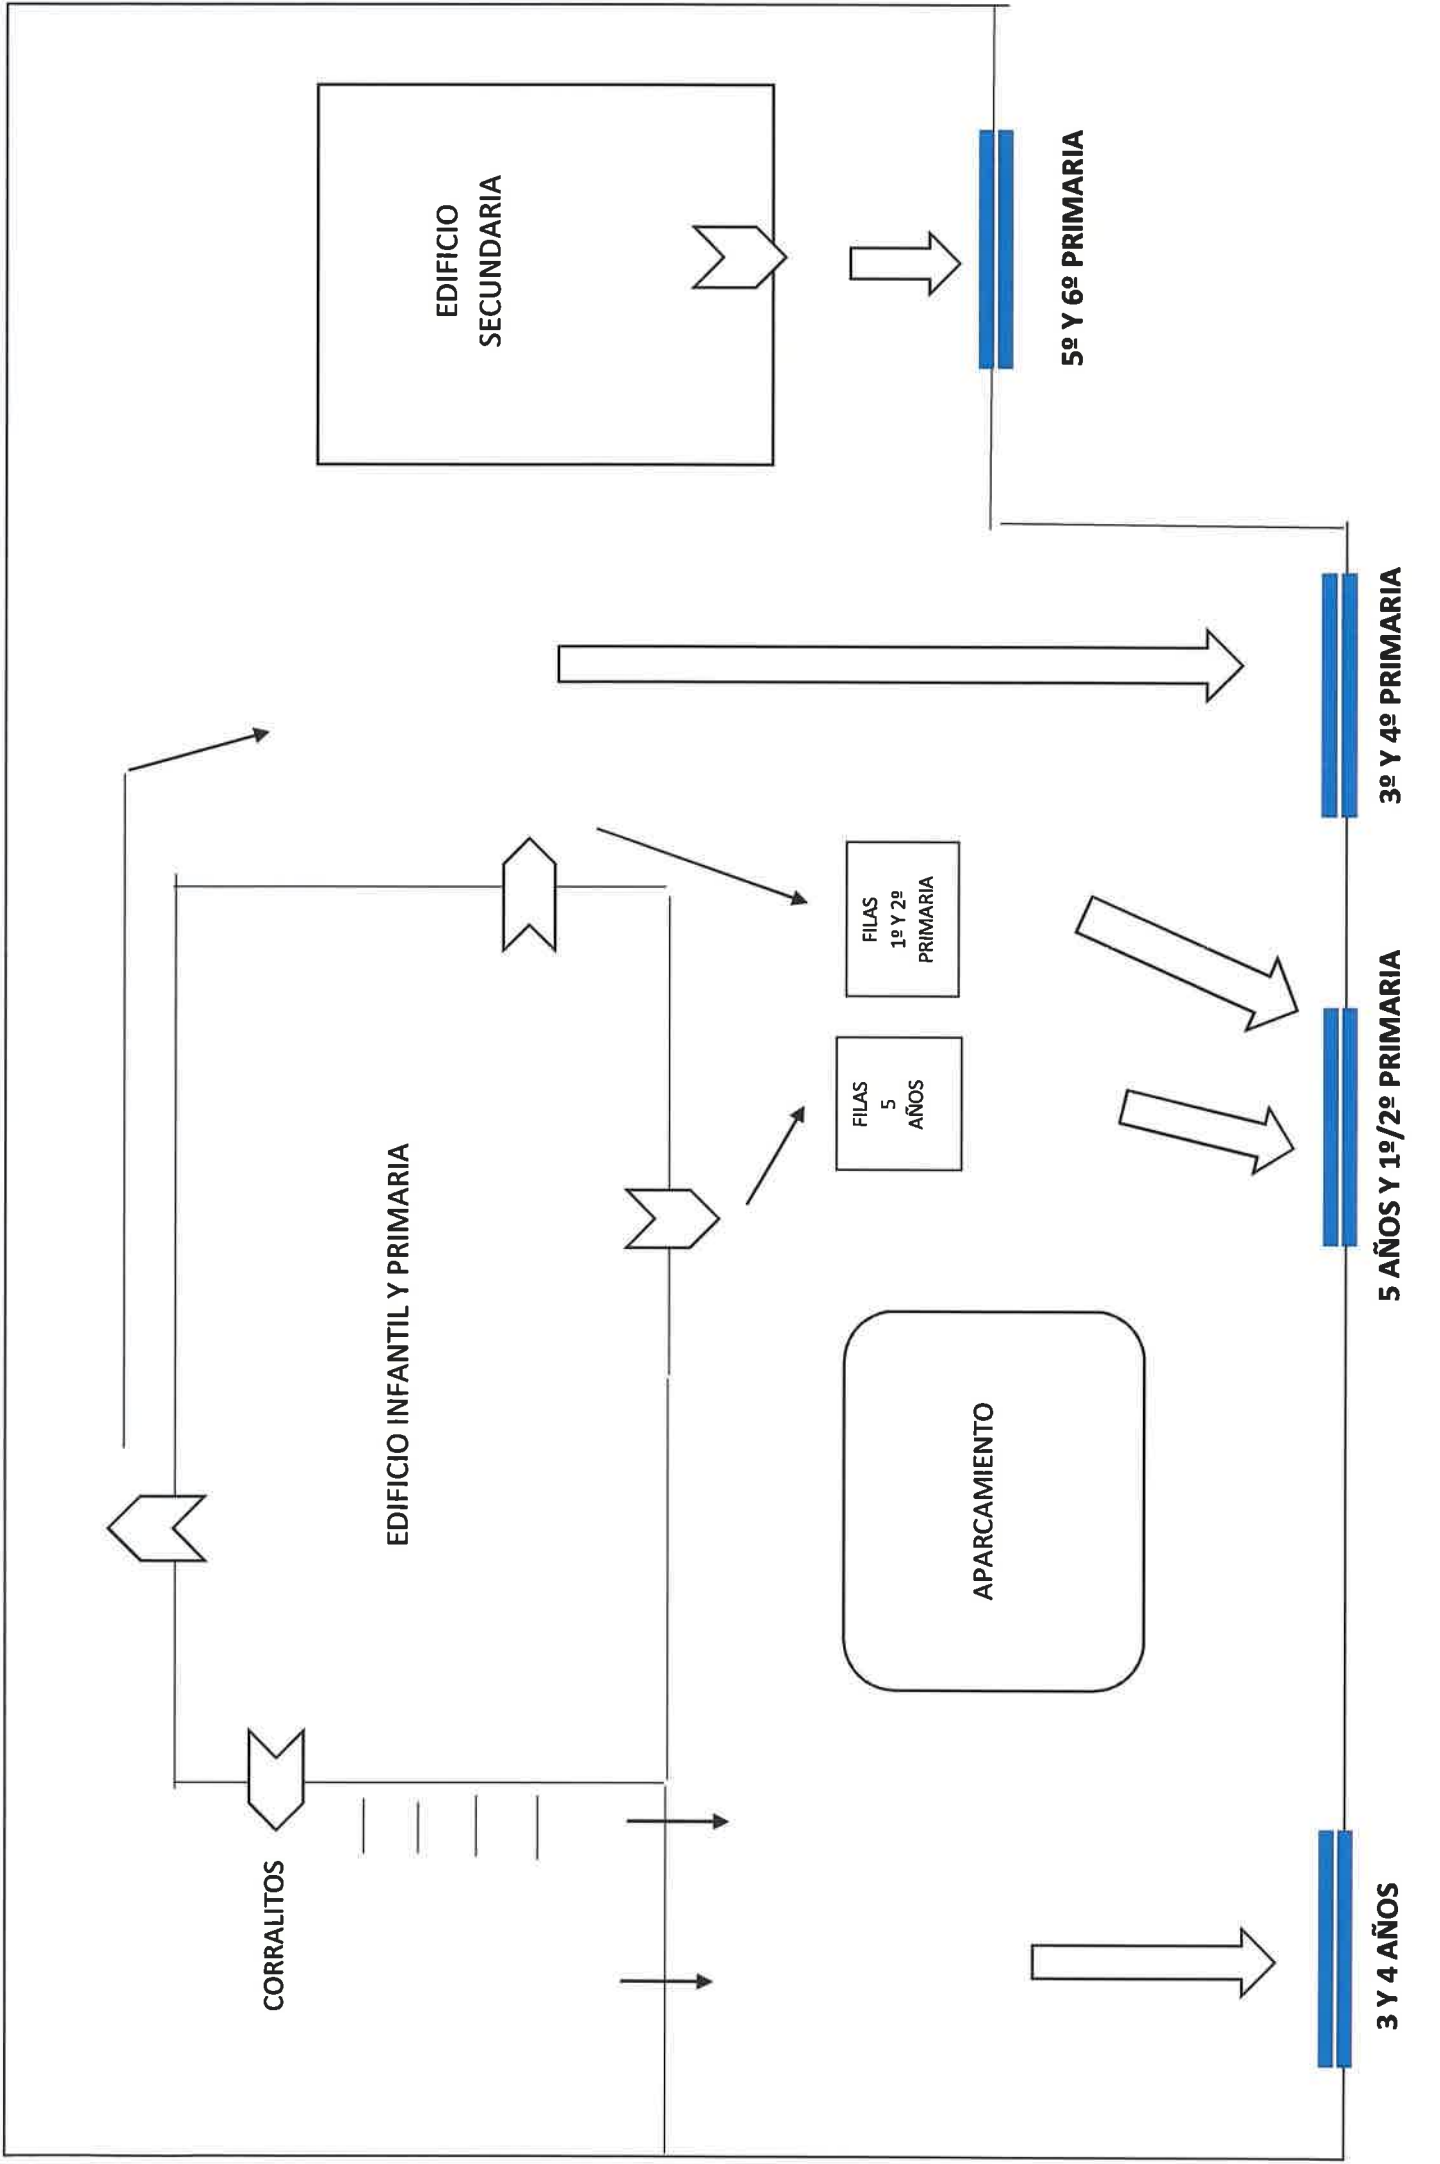 CORRALITOS
EDIFICIO INFANTIL Y PRIMARIA
EDIFICIO
SECUNDARIA
APARCAMIENTO
FILAS
5
AÑOS
FILAS
1º Y 2º
PRIMARIA
3 Y 4 AÑOS
5 AÑOS Y 1º/2º PRIMARIA
3º Y 4º PRIMARIA
5º Y 6º PRIMARIA